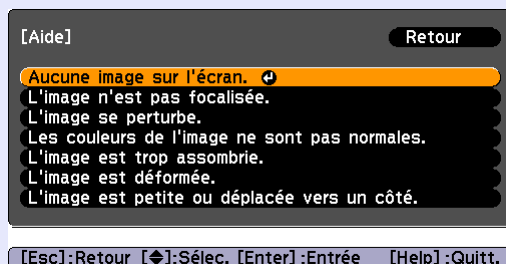 [Aide] Retour
Aucune image sur l'écran.
L'image n'est pas focalisée.
L'image se perturbe.
Les couleurs de l'image ne sont pas normales.
L'image est trop assombrie.
L'image est déformée.
L'image est petite ou déplacée vers un côté.
[Esc]:Retour [◆]:Sélec. [Enter]:Entrée [Help]:Quitt.